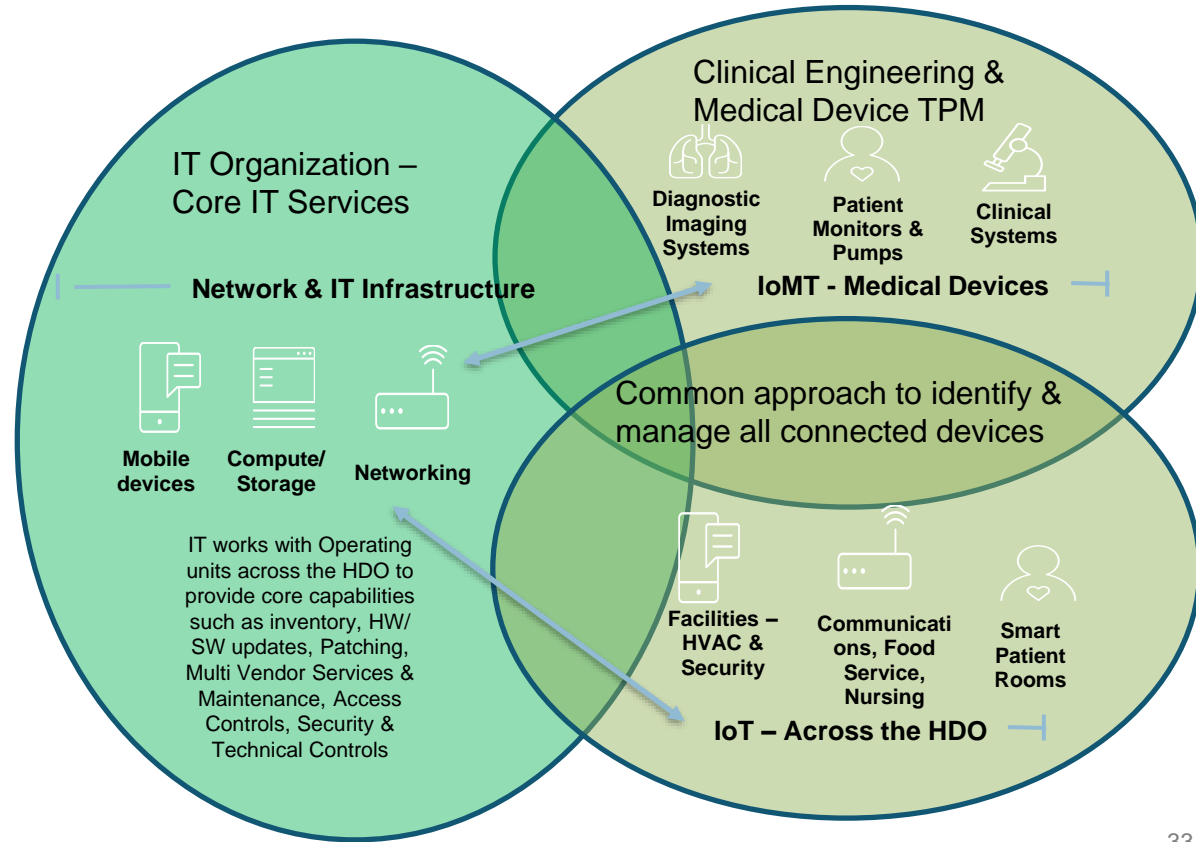 Clinical Engineering &
Medical Device TPM
Diagnostic
Imaging
Systems
Patient
Monitors &
Pumps
Clinical
Systems
IoMT - Medical Devices
IT Organization –
Core IT Services
Network & IT Infrastructure
Mobile
devices
Compute/
Storage
Networking
IT works with Operating
units across the HDO to
provide core capabilities
such as inventory, HW/
SW updates, Patching,
Multi Vendor Services &
Maintenance, Access
Controls, Security &
Technical Controls
Common approach to identify &
manage all connected devices
Facilities –
HVAC &
Security
Communicati
ons, Food
Service,
Nursing
Smart
Patient
Rooms
IoT – Across the HDO
33